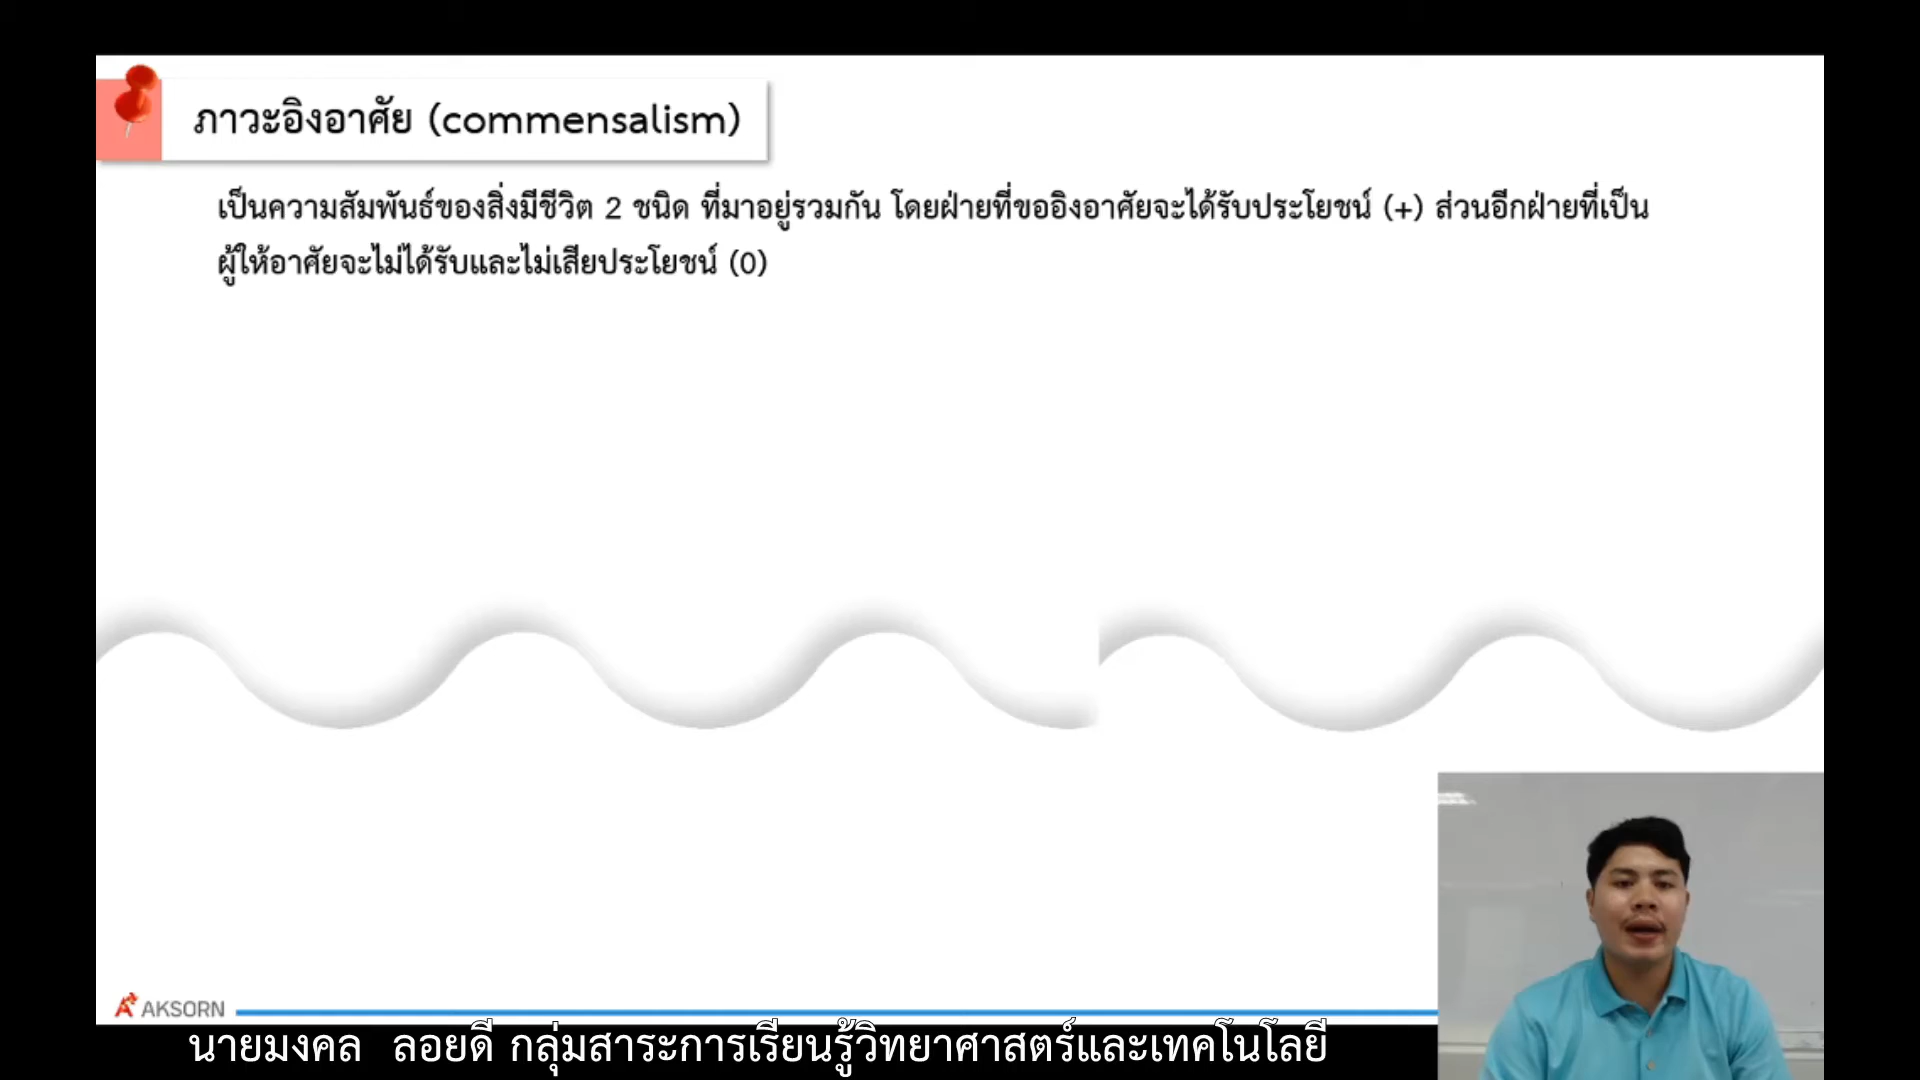 ภาวะอิงอาศัย (commensalism)
เป็นความสัมพันธ์ของสิ่งมีชีวิต 2 ชนิด ที่มาอยู่รวมกัน โดยฝ่ายที่ขออิงอาศัยจะได้รับประโยชน์ (+) ส่วนอีกฝ่ายที่เป็น
ผู้ให้อาศัยจะไม่ได้รับและไม่เสียประโยชน์ (0)
AKSORN
นายมงคล ลอยดี กลุ่มสาระการเรียนรู้วิทยาศาสตร์และเทคโนโลยี